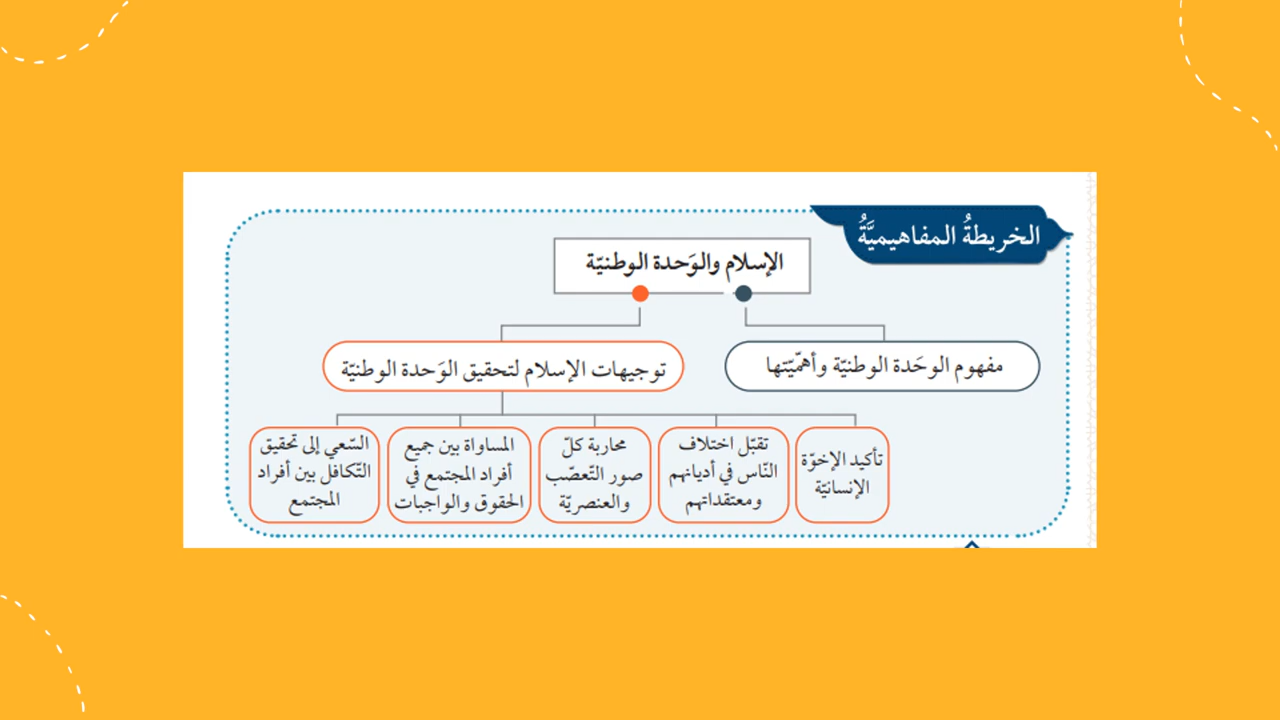 الخريطةُ المفاهيميَّةُ
الإسلام والوَحدة الوطنيّة
مفهوم الوحَدة الوطنيّة وأهمّيّتها
توجيهات الإسلام لتحقيق الوَحدة الوطنيّة
تأكيد الإخوّة
الإنسانيّة
تقبّل اختلاف
النّاس في أديانهم
ومعتقداتهم
محاربة كلّ
صور التّعصّب
والعنصريّة
المساواة بين جميع
أفراد المجتمع في
الحقوق والواجبات
السّعي إلى تحقيق
التّكافل بين أفراد
المجتمع